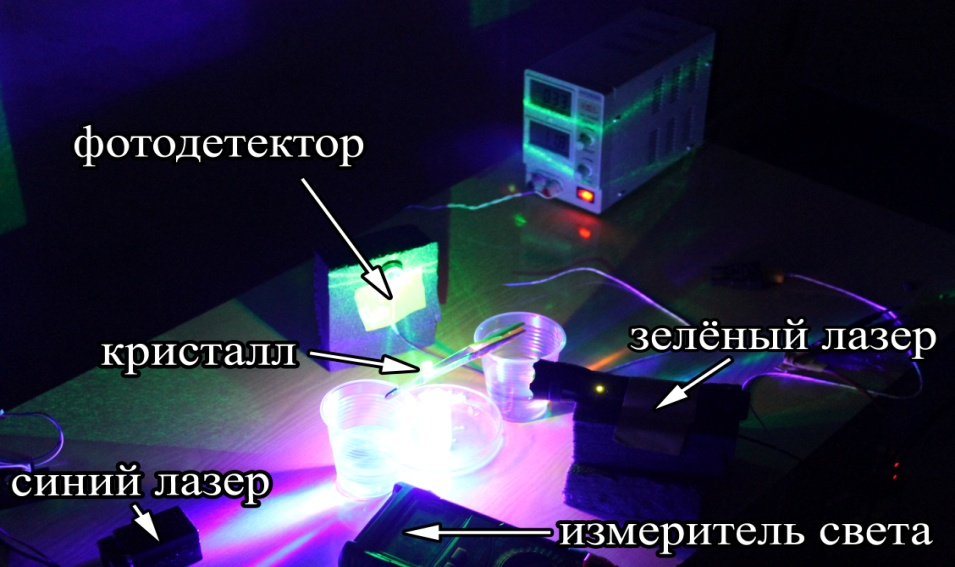 фотодетектор
кристалл
зелёный лазер
синий лазер
измеритель света